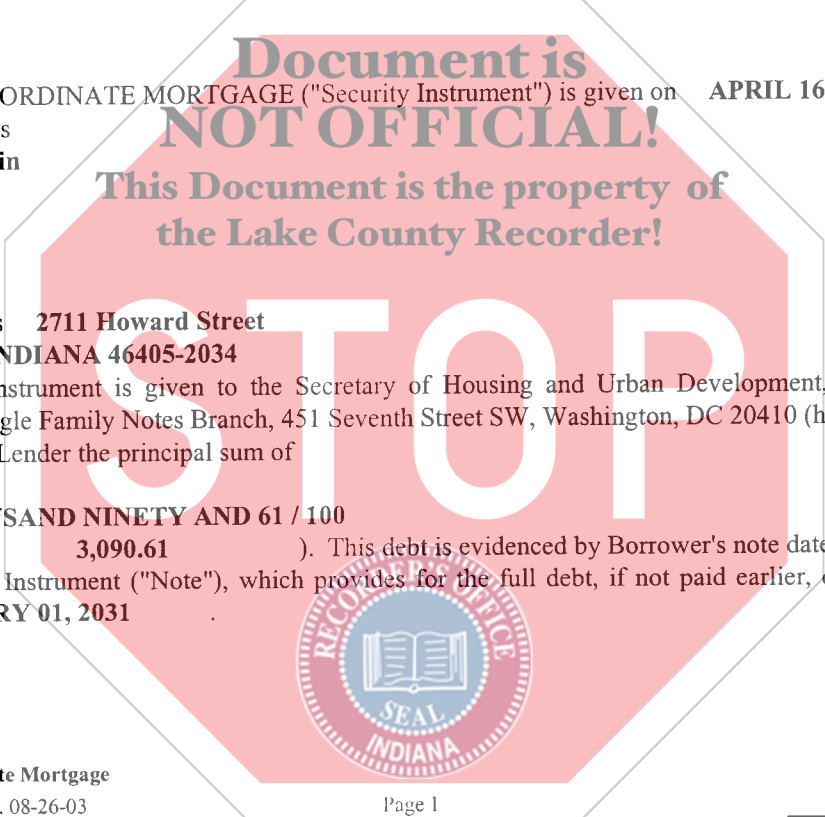 Document is
ORDINATE MORTGAGE ("Security Instrument") is given on APRIL 16
s
NOT OFFICIAL!
in
This Document is the property of
the Lake County Recorder!
s 2711 Howard Street
NDIANA 46405-2034
nstrument is given to the Secretary of Housing and Urban Development,
gle Family Notes Branch, 451 Seventh Street SW, Washington, DC 20410 (h
Lender the principal sum of
STOP
SAND NINETY AND 61 / 100
3,090.61 ). This debt is evidenced by Borrower's note date
Instrument ("Note"), which provides for the full debt, if not paid earlier,
RY 01, 2031 .
RECORDER'S OFFICE
SEAL
INDIANA
te Mortgage
08-26-03 Page 1